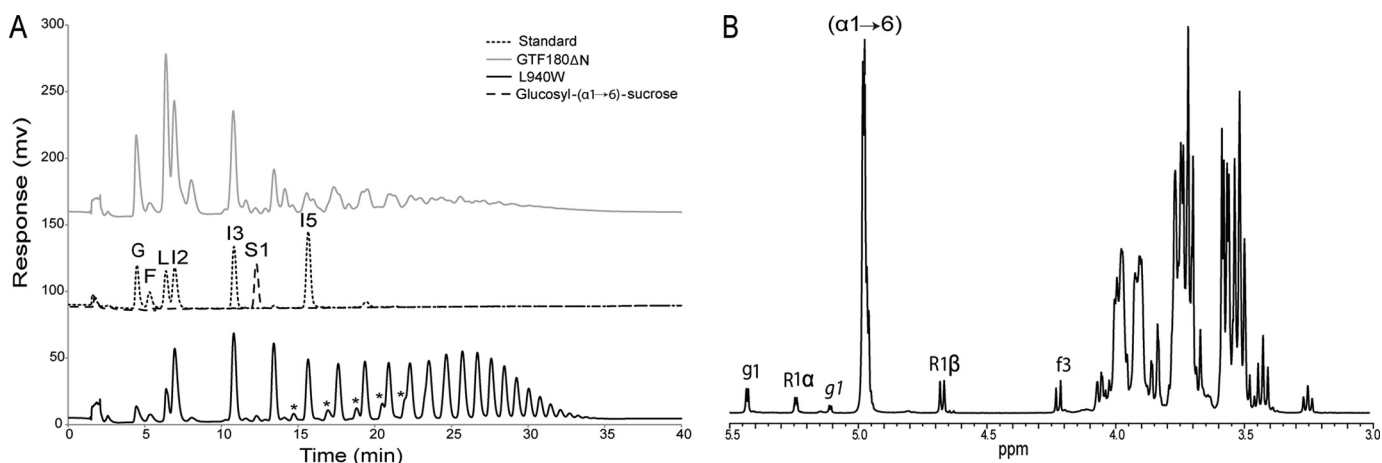 A
Response (mv)
300
250
200
150
100
50
0
Standard
GTF180ΔN
L940W
Glucosyl-(α1→6)-sucrose
G
F
L
I2
I3
S1
I5
*
*
*
*
*
0 5 10 15 20 25 30 35 40
Time (min)
B
(α1→6)
g1
R1α
g1
R1β
f3
5.5 5.0 4.5 4.0 3.5 3.0
ppm